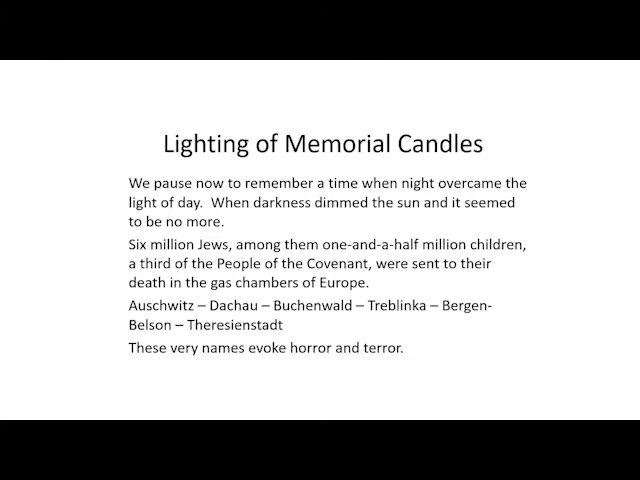 Lighting of Memorial Candles
We pause now to remember a time when night overcame the
light of day.  When darkness dimmed the sun and it seemed
to be no more.
Six million Jews, among them one-and-a-half million children,
a third of the People of the Covenant, were sent to their
death in the gas chambers of Europe.
Auschwitz – Dachau – Buchenwald – Treblinka – Bergen-
Belson – Theresienstadt
These very names evoke horror and terror.